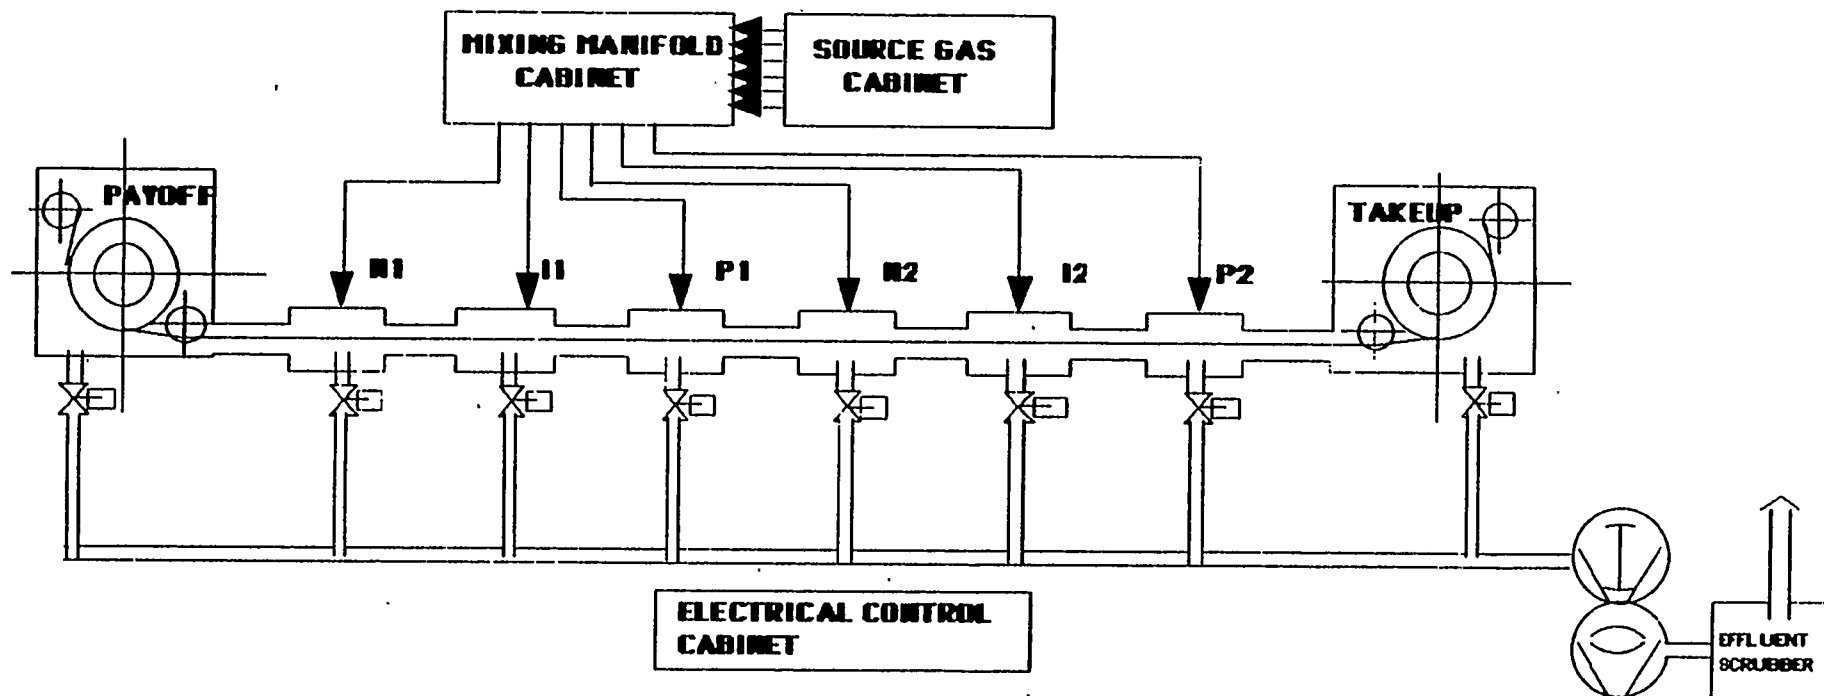 MIXING MANIFOLD
CABINET
SOURCE GAS
CABINET
PAYOFF
TAKEUP
N1
I1
P1
N2
I2
P2
ELECTRICAL CONTROL
CABINET
EFFLUENT
SCRUBBER